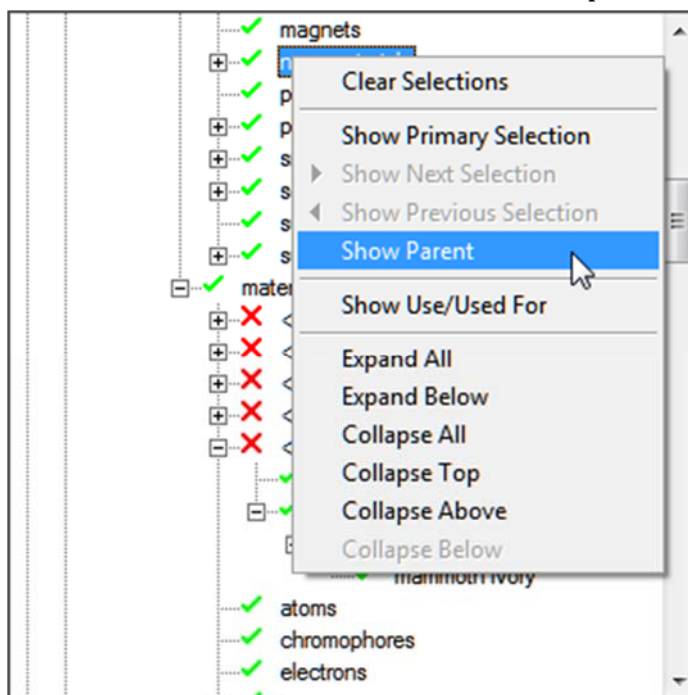 magnets
Clear Selections
Show Primary Selection
Show Next Selection
Show Previous Selection
Show Parent
Show Use/Used For
Expand All
Expand Below
Collapse All
Collapse Top
Collapse Above
Collapse Below
mammoth ivory
atoms
chromophores
electrons